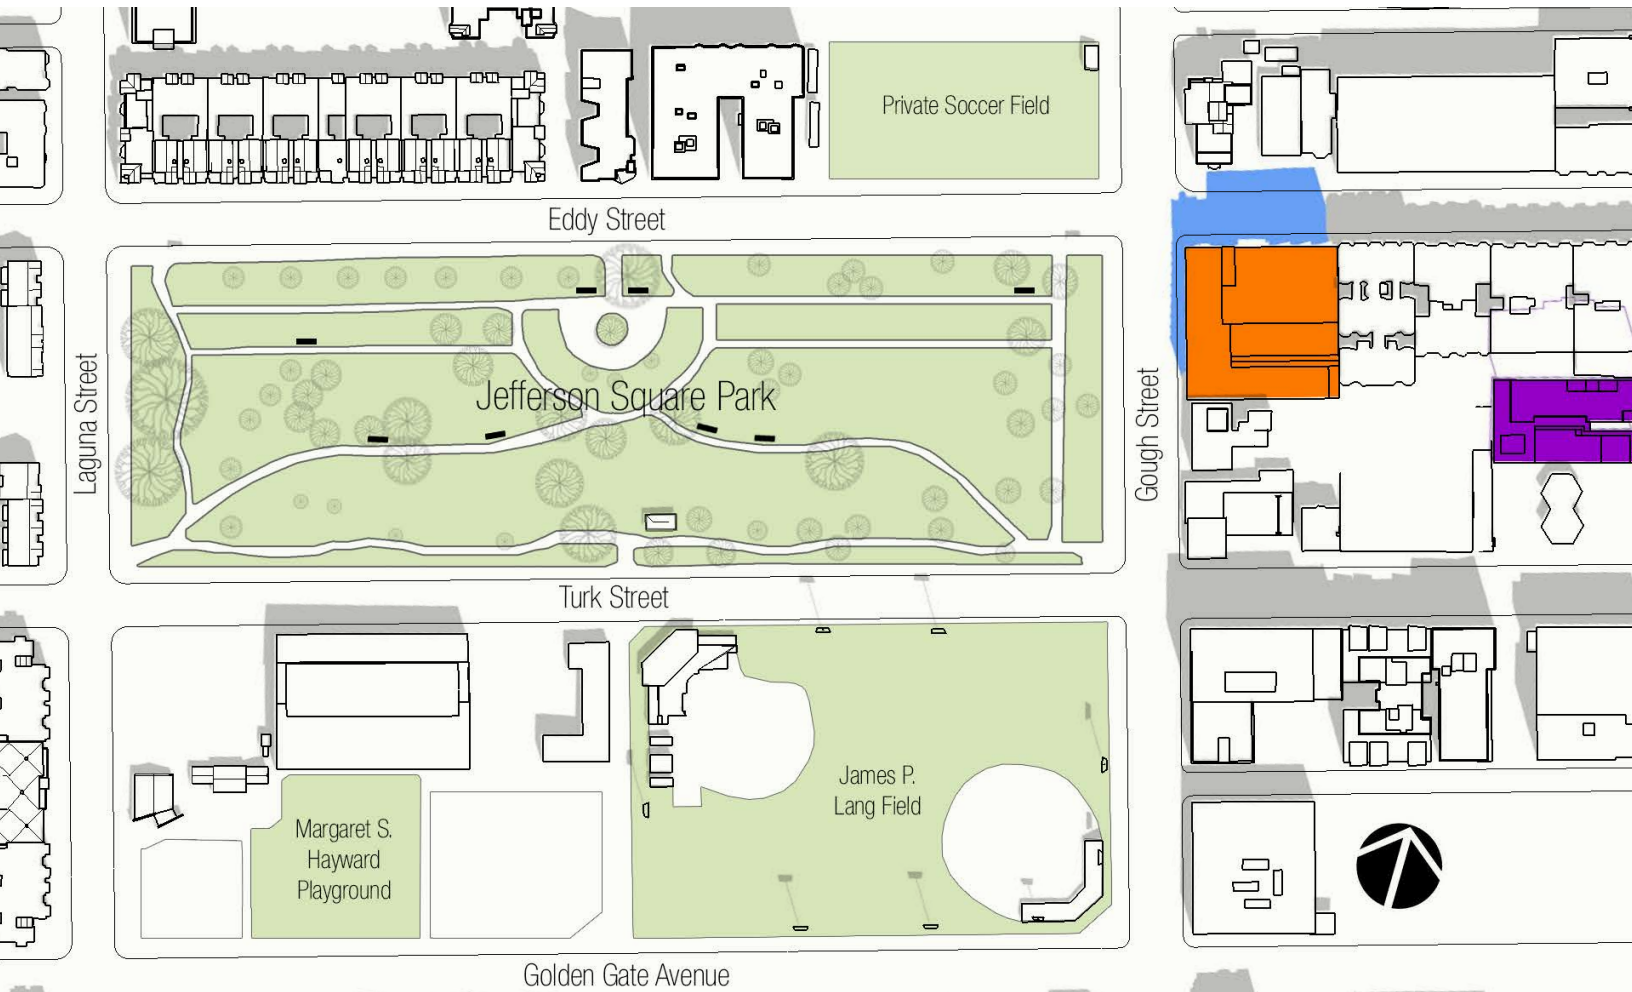 Private Soccer Field
Eddy Street
Jefferson Square Park
Laguna Street
Gough Street
Turk Street
James P.
Lang Field
Margaret S.
Hayward
Playground
Golden Gate Avenue